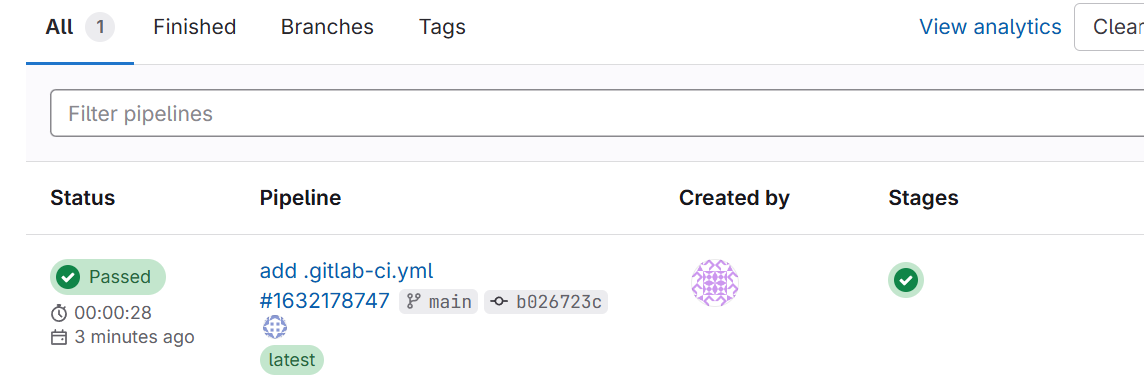 All 1 Finished Branches Tags View analytics Clear
Filter pipelines
Status Pipeline Created by Stages
Passed
00:00:28
3 minutes ago
add .gitlab-ci.yml
#1632178747 main b026723c
latest